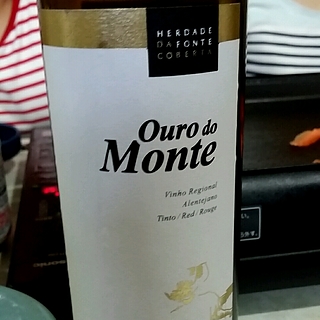 HERDADE
DA FONTE
COBERTA
Ouro do
Monte
Vinho Regional
Alentejano
Tinto / Red / Rouge